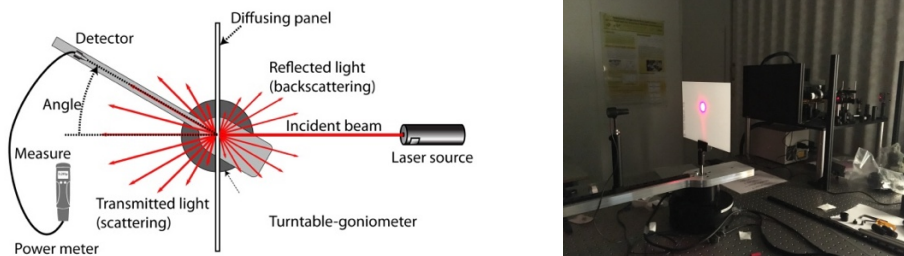 Diffusing panel
Detector
Reflected light
(backscattering)
Angle
Incident beam
Measure
Laser source
Transmitted light
(scattering)
Turntable-goniometer
Power meter